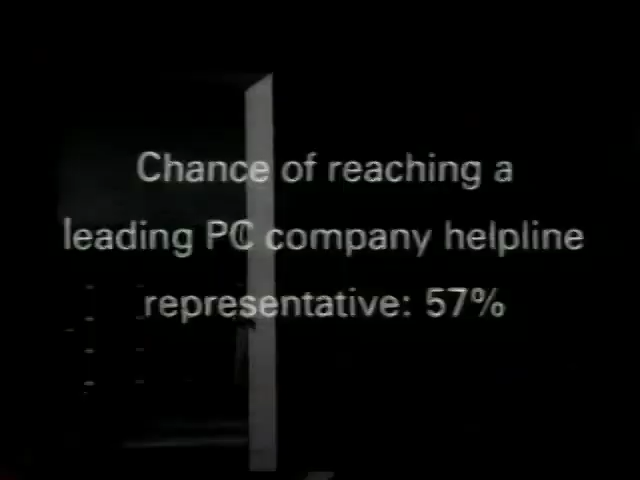 Chance of reaching a
leading PC company helpline
representative: 57%